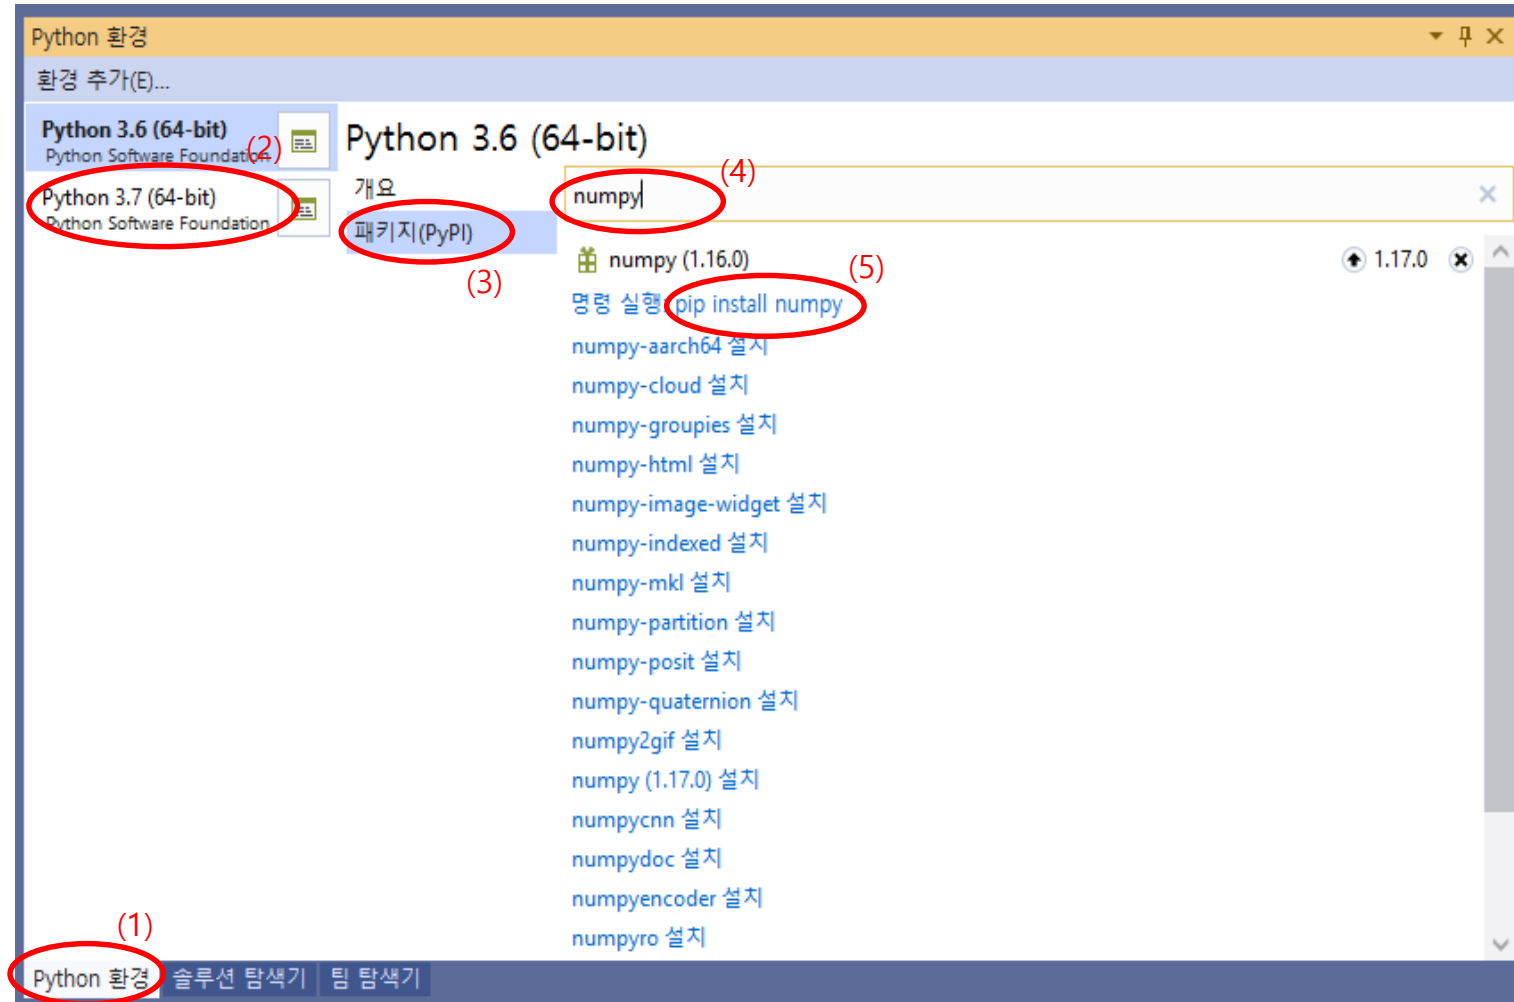 Python 환경
환경 추가(E)...
Python 3.6 (64-bit)
Python Software Foundation
(2)
Python 3.7 (64-bit)
Python Software Foundation
Python 3.6 (64-bit)
개요
패키지(PyPI)
(3)
numpy
(4)
numpy (1.16.0)
1.17.0
(5)
명령 실행: pip install numpy
numpy-aarch64 설치
numpy-cloud 설치
numpy-groupies 설치
numpy-html 설치
numpy-image-widget 설치
numpy-indexed 설치
numpy-mkl 설치
numpy-partition 설치
numpy-posit 설치
numpy-quaternion 설치
numpy2gif 설치
numpy (1.17.0) 설치
numpycnn 설치
numpydoc 설치
numpyencoder 설치
numpyro 설치
(1)
Python 환경 솔루션 탐색기 팀 탐색기